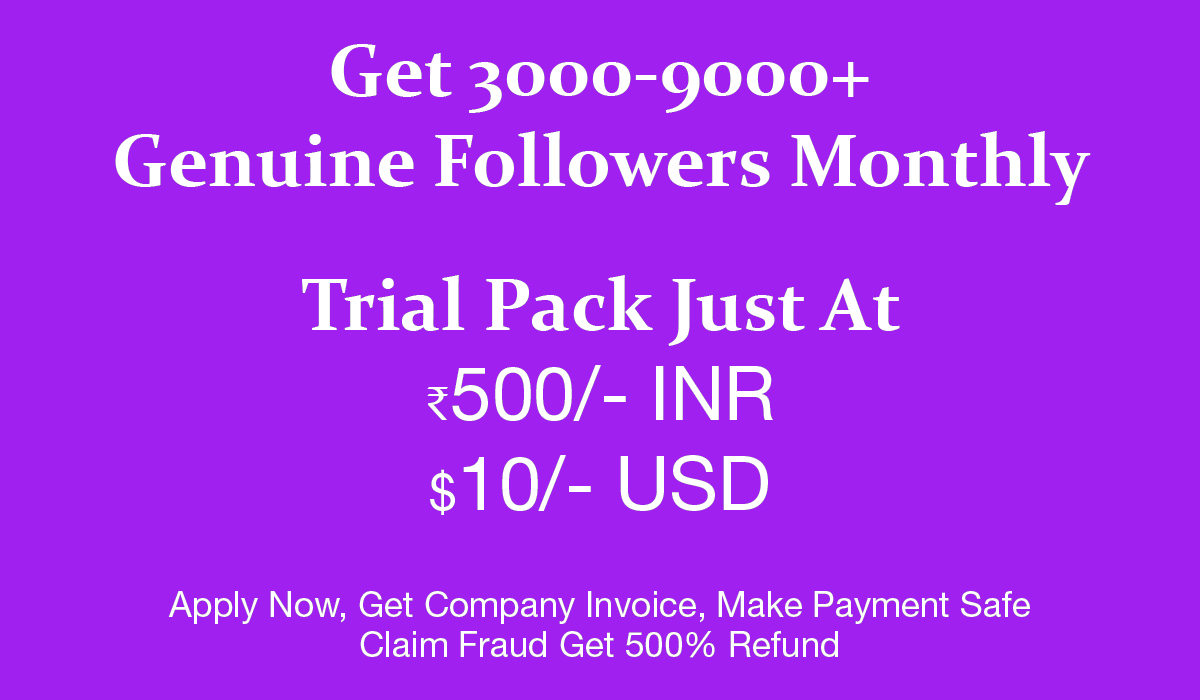 Get 3000-9000+
Genuine Followers Monthly
Trial Pack Just At
₹500/- INR
$10/- USD
Apply Now, Get Company Invoice, Make Payment Safe
Claim Fraud Get 500% Refund